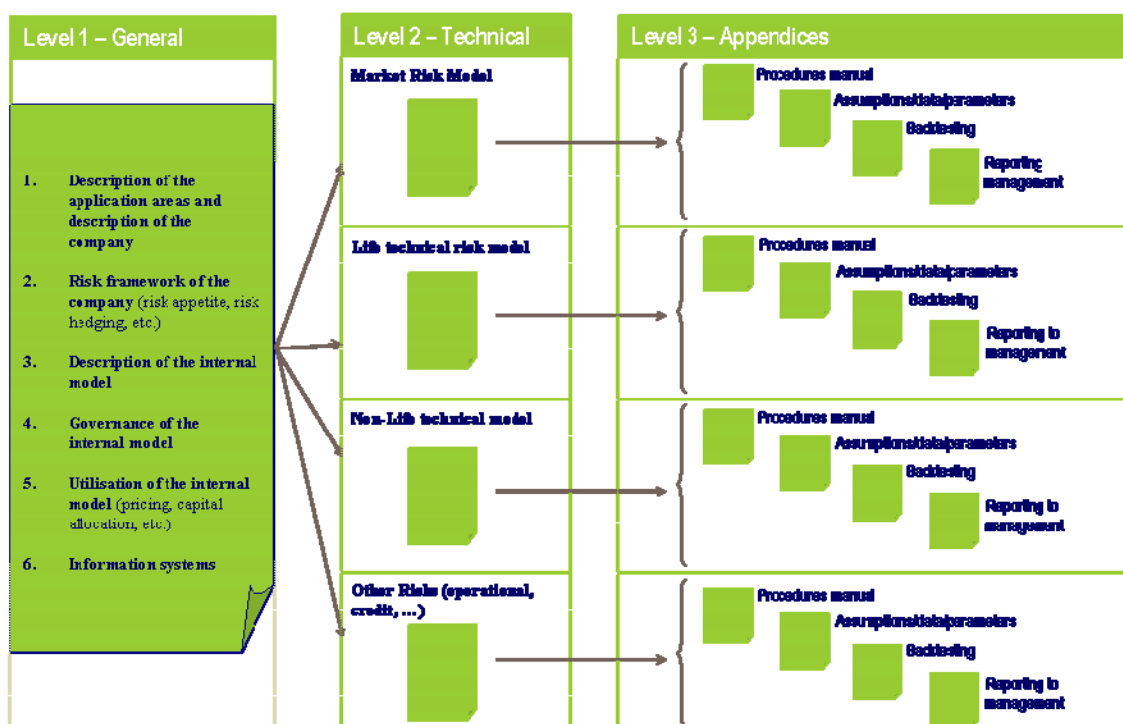 Level 1 – General
1. Description of the
application areas and
description of the
company
2. Risk framework of the
company (risk appetite, risk
hedging, etc.)
3. Description of the internal
model
4. Governance of the
internal model
5. Utilisation of the internal
model (pricing, capital
allocation, etc.)
6. Information systems
Level 2 – Technical
Market Risk Model
Life technical risk model
Non-Life technical model
Other Risks (operational,
credit, ...)
Level 3 – Appendices
Procedures manual
Assumptions/data/parameters
Backtesting
Reporting
management
Procedures manual
Assumptions/data/parameters
Backtesting
Reporting to
management
Procedures manual
Assumptions/data/parameters
Backtesting
Reporting to
management
Procedures manual
Assumptions/data/parameters
Backtesting
Reporting to
management